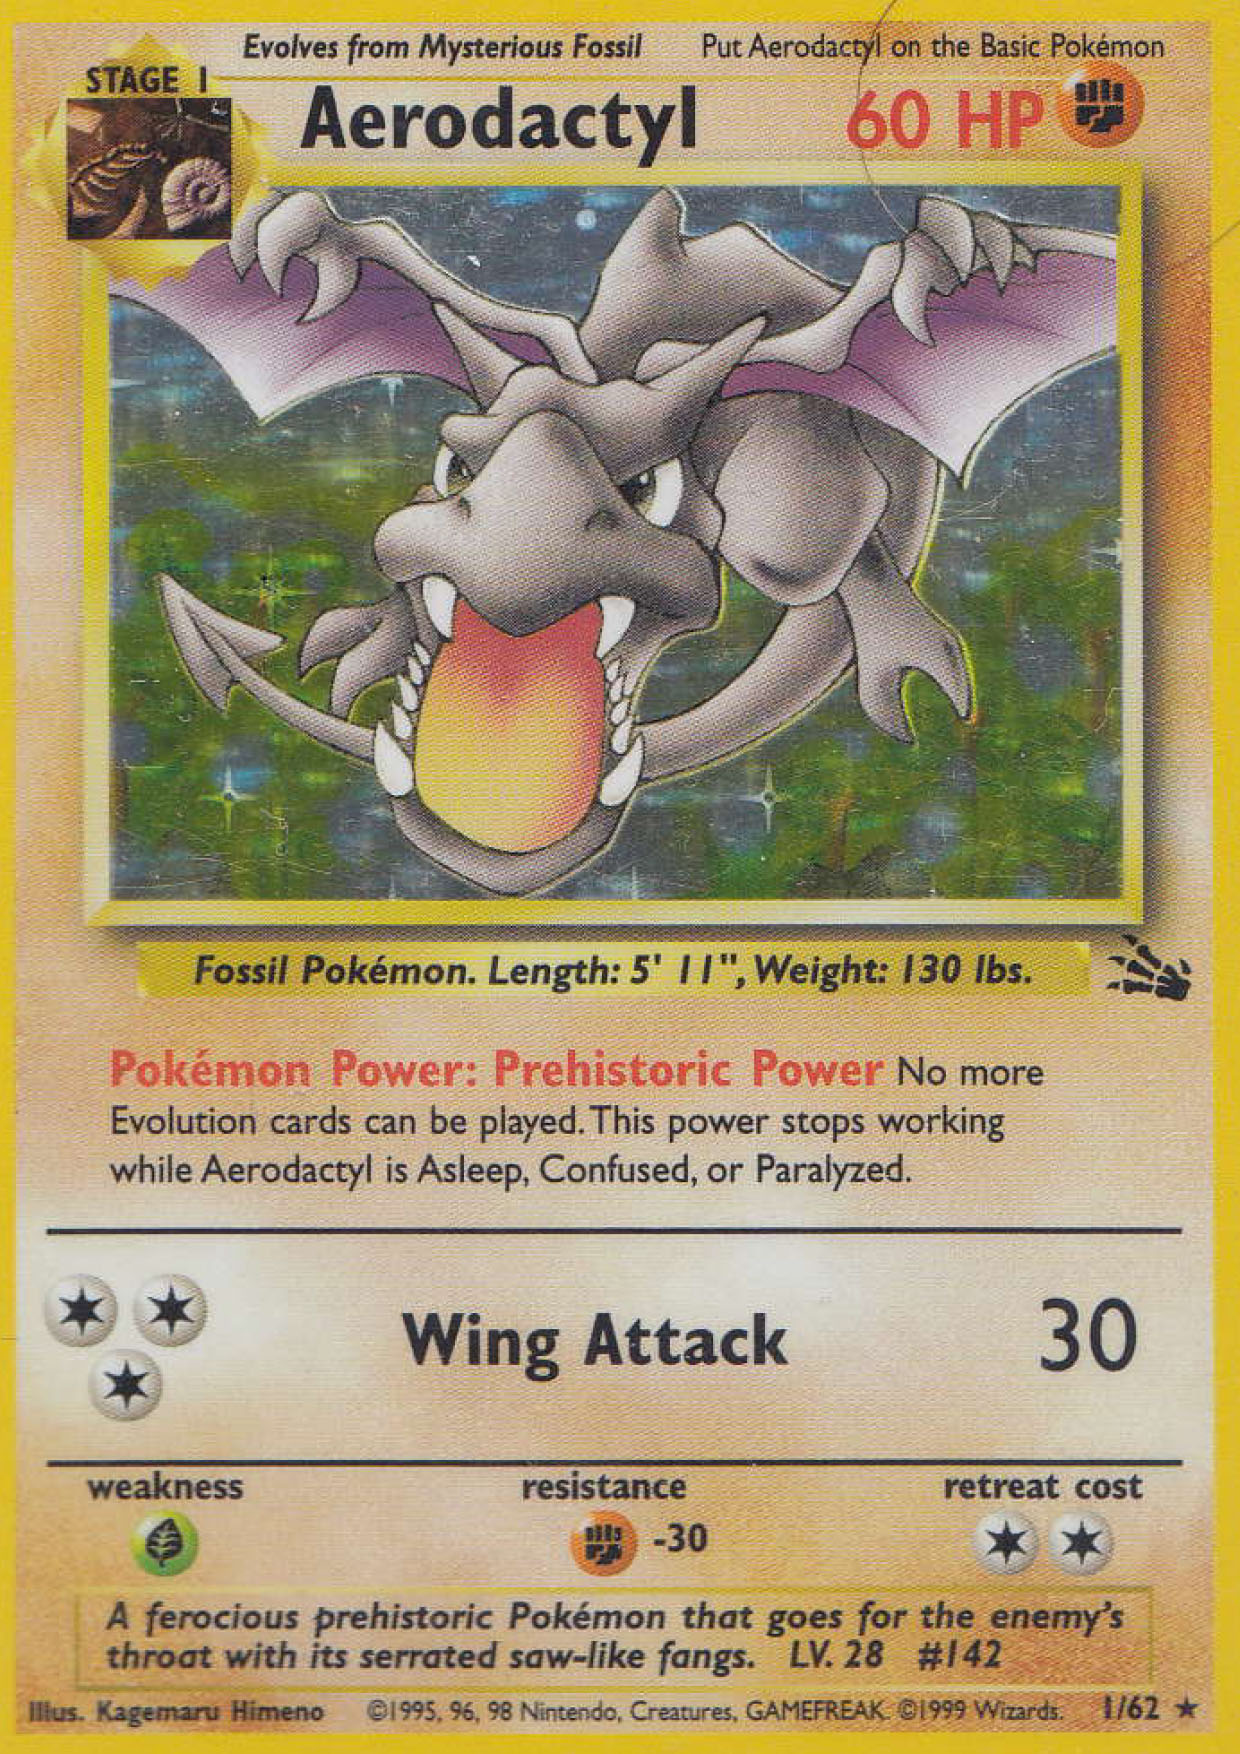 Evolves from Mysterious Fossil Put Aerodactyl on the Basic Pokémon
STAGE 1
Aerodactyl 60 HP
Fossil Pokémon. Length: 5' 11", Weight: 130 lbs.
Pokémon Power: Prehistoric Power No more
Evolution cards can be played. This power stops working
while Aerodactyl is Asleep, Confused, or Paralyzed.
Wing Attack 30
weakness resistance retreat cost
-30
A ferocious prehistoric Pokémon that goes for the enemy's
throat with its serrated saw-like fangs. LV. 28 #142
Illus. Kagemaru Himeno ©1995, 96, 98 Nintendo, Creatures, GAMEFREAK. ©1999 Wizards. 1/62 ★